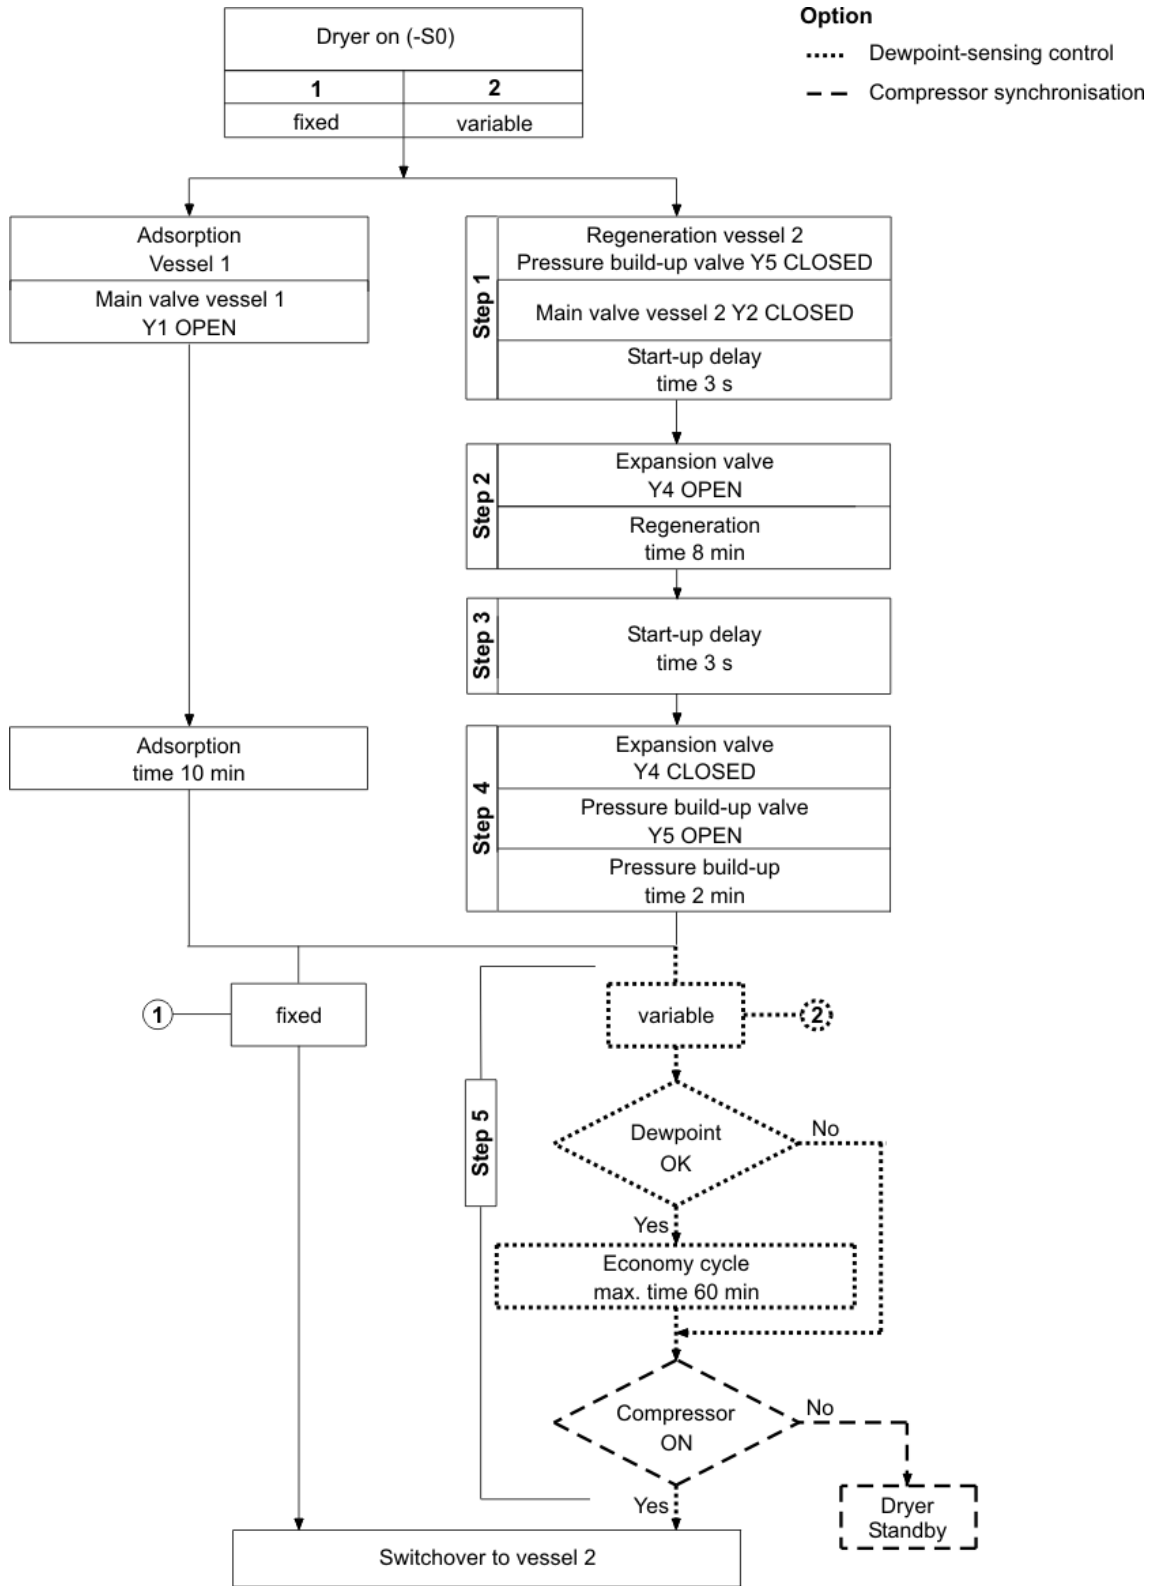 Option
Dewpoint-sensing control
Compressor synchronisation
Dryer on (-S0)
1
2
fixed
variable
Adsorption
Vessel 1
Main valve vessel 1
Y1 OPEN
Step 1
Regeneration vessel 2
Pressure build-up valve Y5 CLOSED
Main valve vessel 2 Y2 CLOSED
Start-up delay
time 3 s
Step 2
Expansion valve
Y4 OPEN
Regeneration
time 8 min
Step 3
Start-up delay
time 3 s
Adsorption
time 10 min
Step 4
Expansion valve
Y4 CLOSED
Pressure build-up valve
Y5 OPEN
Pressure build-up
time 2 min
1
fixed
variable
2
Step 5
Dewpoint
OK
No
Yes
Economy cycle
max. time 60 min
Compressor
ON
No
Yes
Dryer
Standby
Switchover to vessel 2